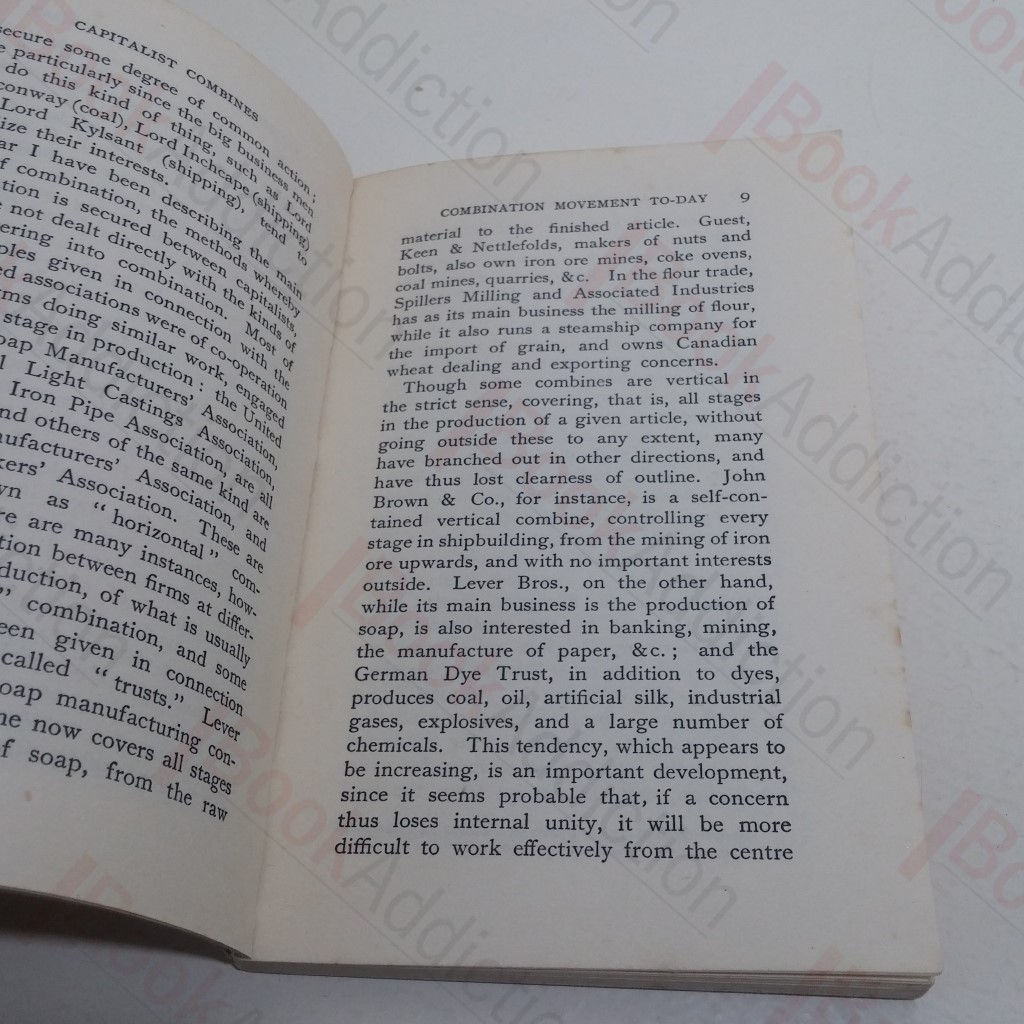 CAPITALIST COMBINES
secure some degree of common action;
particularly since the big business men
do this kind of thing, such as Lord
conway (coal), Lord Inchcape (shipping)
Lord Kylsant (shipping), tend to
ize their interests.
ar I have been describing the main
f combination, the methods whereby
tion is secured between capitalists,
not dealt directly with the kinds of
ering into combination. Most of
ples given in connection with the
ed associations were of co-operation
rms doing similar work, engaged
stage in production: the United
oap Manufacturers' Association,
l Light Castings Association,
Iron Pipe Association, are all
nd others of the same kind are
nufacturers' Association, and
kers' Association. These are
wn as "horizontal" com-
re are many instances, how-
tion between firms at differ-
duction, of what is usually
" combination, and some
een given in connection
called "trusts." Lever
oap manufacturing con-
ne now covers all stages
f soap, from the raw
COMBINATION MOVEMENT TO-DAY 9
material to the finished article. Guest,
Keen & Nettlefolds, makers of nuts and
bolts, also own iron ore mines, coke ovens,
coal mines, quarries, &c. In the flour trade,
Spillers Milling and Associated Industries
has as its main business the milling of flour,
while it also runs a steamship company for
the import of grain, and owns Canadian
wheat dealing and exporting concerns.
Though some combines are vertical in
the strict sense, covering, that is, all stages
in the production of a given article, without
going outside these to any extent, many
have branched out in other directions, and
have thus lost clearness of outline. John
Brown & Co., for instance, is a self-con-
tained vertical combine, controlling every
stage in shipbuilding, from the mining of iron
ore upwards, and with no important interests
outside. Lever Bros., on the other hand,
while its main business is the production of
soap, is also interested in banking, mining,
the manufacture of paper, &c.; and the
German Dye Trust, in addition to dyes,
produces coal, oil, artificial silk, industrial
gases, explosives, and a large number of
chemicals. This tendency, which appears to
be increasing, is an important development,
since it seems probable that, if a concern
thus loses internal unity, it will be more
difficult to work effectively from the centre
BookAddiction